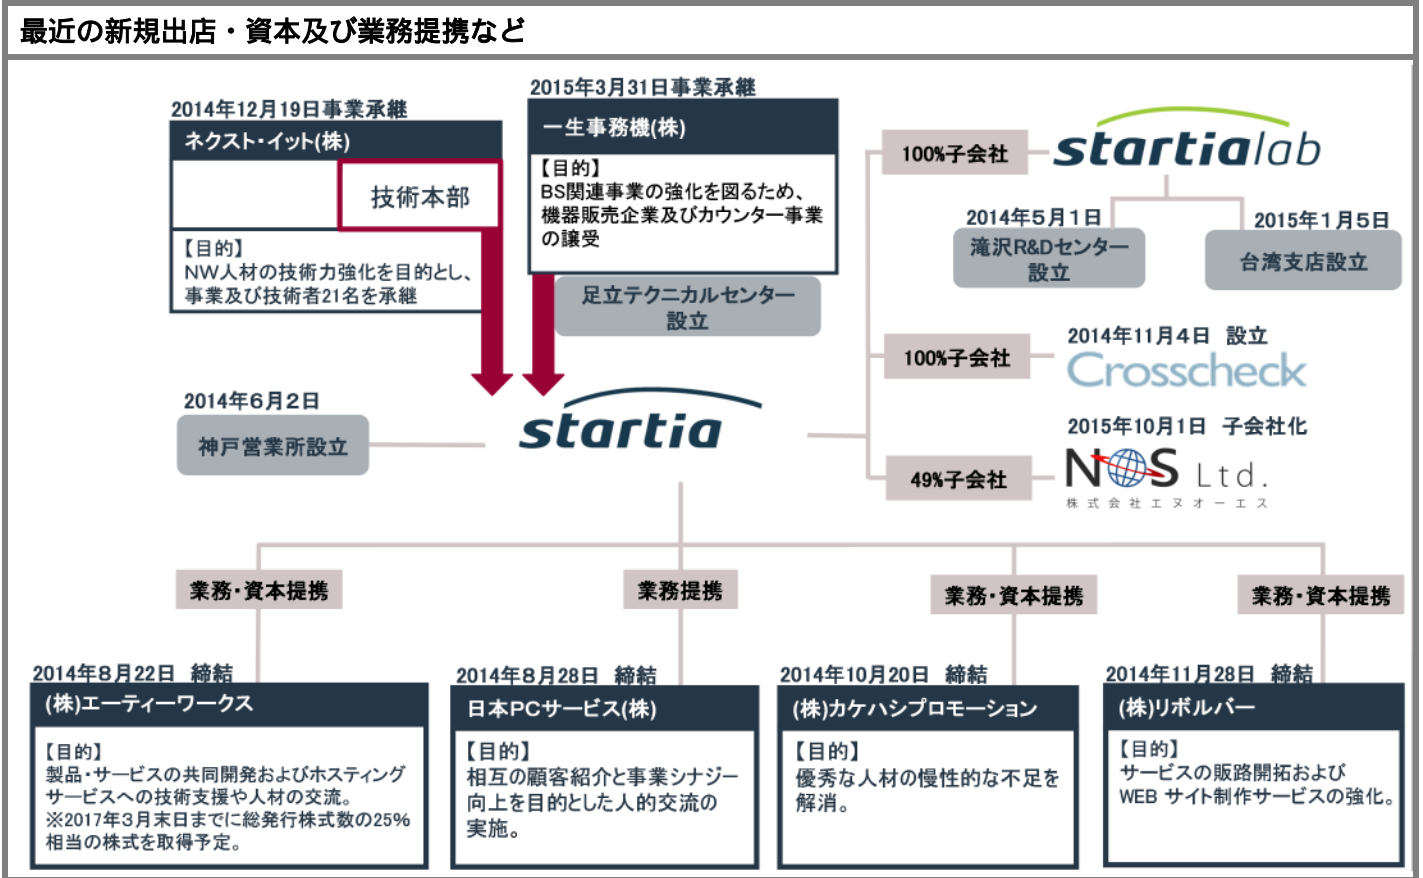 最近の新規出店・資本及び業務提携など
2014年12月19日事業承継
ネクスト・イット(株)
技術本部
【目的】
NW人材の技術力強化を目的とし、
事業及び技術者21名を承継
2015年3月31日事業承継
一生事務機(株)
【目的】
BS関連事業の強化を図るため、
機器販売企業及びカウンター事業
の譲受
足立テクニカルセンター
設立
100%子会社
startialab
2014年5月1日
滝沢R&Dセンター
設立
2015年1月5日
台湾支店設立
100%子会社
2014年11月4日 設立
Crosscheck
2014年6月2日
神戸営業所設立
startia
2015年10月1日 子会社化
49%子会社
NOS Ltd.
株式会社エヌオーエス
業務・資本提携
業務提携
業務・資本提携
業務・資本提携
2014年8月22日 締結
(株)エーティーワークス
【目的】
製品・サービスの共同開発およびホスティング
サービスへの技術支援や人材の交流。
※2017年3月末日までに総発行株式数の25%
相当の株式を取得予定。
2014年8月28日 締結
日本PCサービス(株)
【目的】
相互の顧客紹介と事業シナジー
向上を目的とした人的交流の
実施。
2014年10月20日 締結
(株)カケハシプロモーション
【目的】
優秀な人材の慢性的な不足を
解消。
2014年11月28日 締結
(株)リボルバー
【目的】
サービスの販路開拓および
WEB サイト制作サービスの強化。